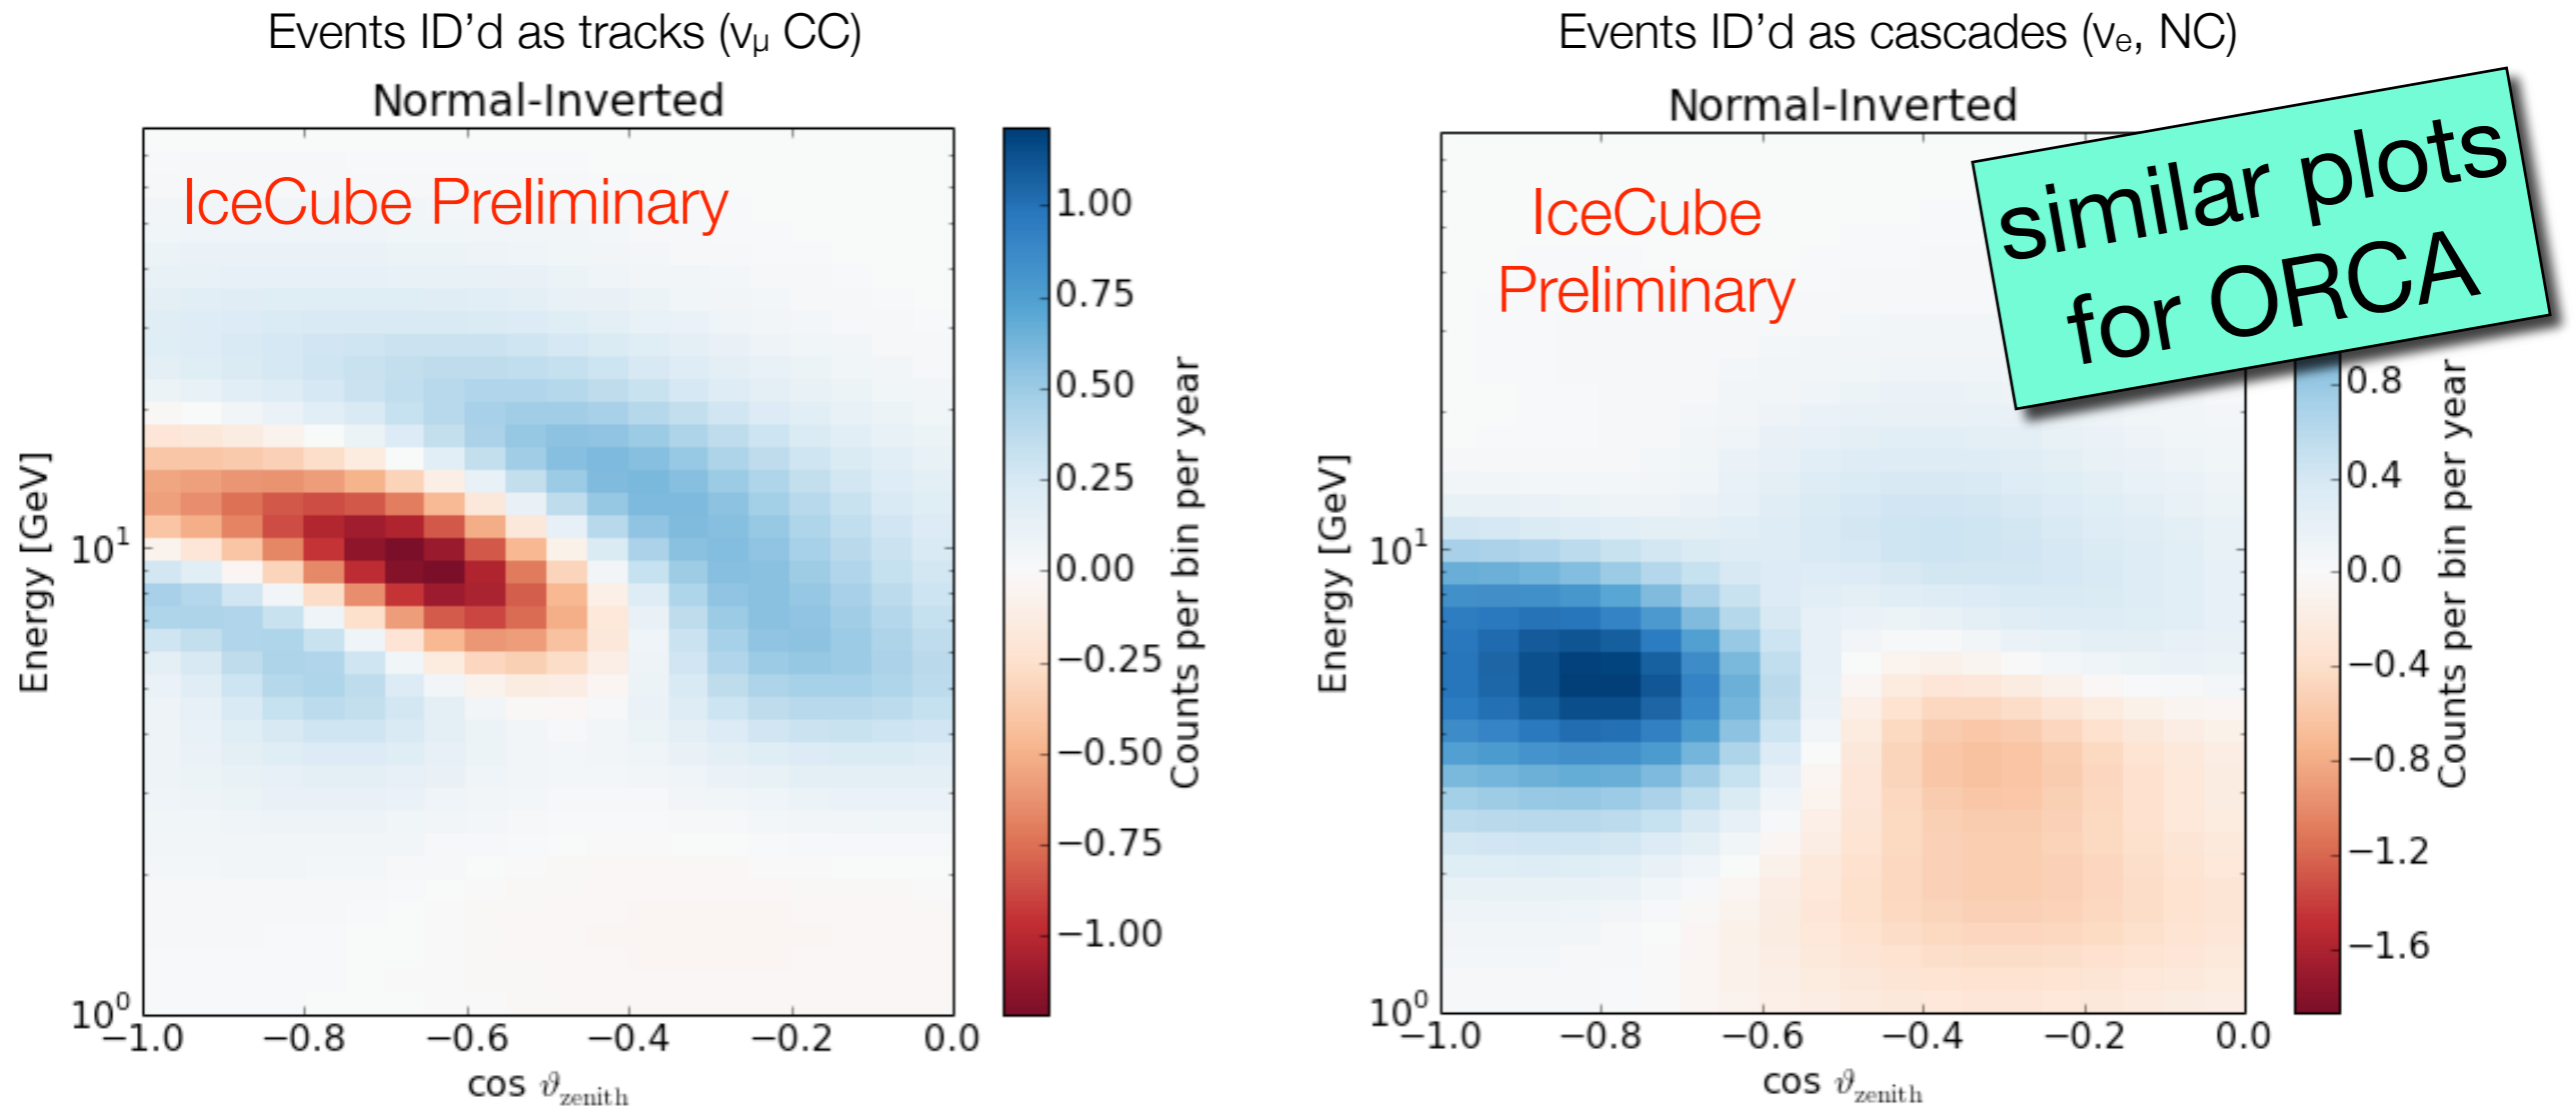 Events ID’d as tracks (νμ CC)
Normal-Inverted
IceCube Preliminary
Energy [GeV]
10¹
10⁰
−1.0 −0.8 −0.6 −0.4 −0.2 0.0
cos ϑzenith
1.00
0.75
0.50
0.25
0.00
−0.25
−0.50
−0.75
−1.00
Counts per bin per year
Events ID’d as cascades (νe, NC)
Normal-Inverted
IceCube
Preliminary
similar plots
for ORCA
Energy [GeV]
10¹
10⁰
−1.0 −0.8 −0.6 −0.4 −0.2 0.0
cos ϑzenith
0.8
0.4
0.0
−0.4
−0.8
−1.2
−1.6
Counts per bin per year